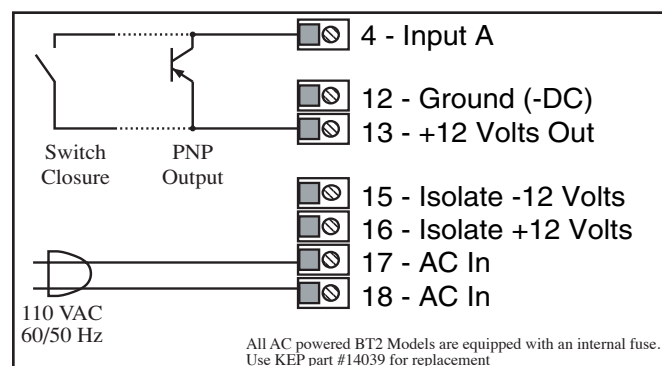 4 - Input A
12 - Ground (-DC)
13 - +12 Volts Out
Switch
Closure
PNP
Output
15 - Isolate -12 Volts
16 - Isolate +12 Volts
17 - AC In
18 - AC In
110 VAC
60/50 Hz
All AC powered BT2 Models are equipped with an internal fuse.
Use KEP part #14039 for replacement